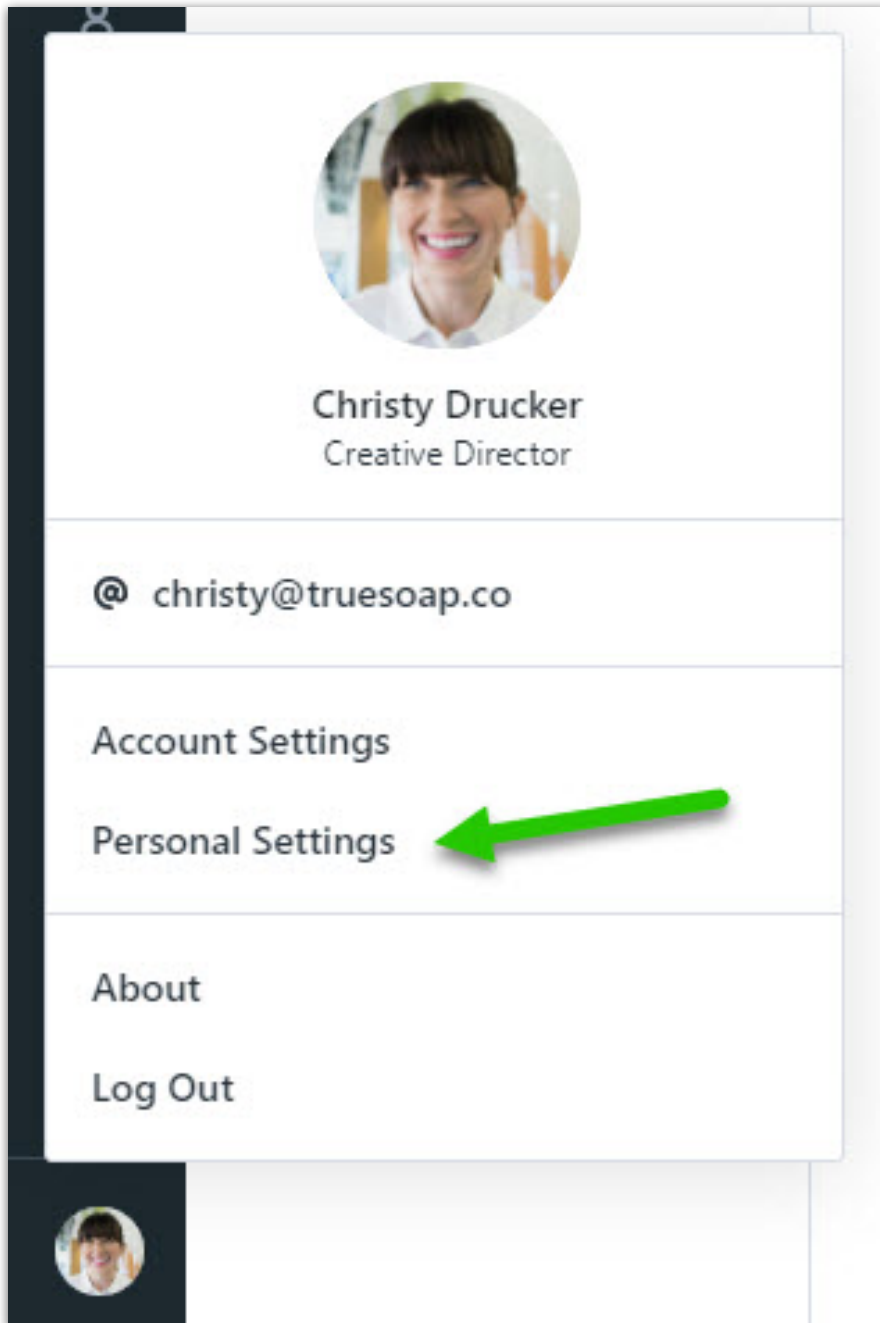 Christy Drucker
Creative Director
@ christy@truesoap.co
Account Settings
Personal Settings
About
Log Out